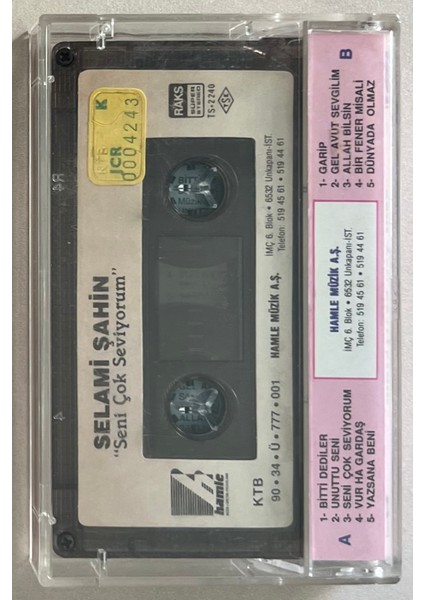 RAKS
SUPER
STEREO
TS•2240
TSE
K
JCR
0004243
SELAMİ ŞAHİN
"Seni Çok Seviyorum"
hamle
KTB
90•34•Ü•777•001
HAMLE MÜZİK A.Ş.
İMÇ 6. Blok • 6532 Unkapanı-İST.
Telefon: 519 45 61 • 519 44 61
A
1- BİTTİ DEDİLER
2- UNUTTU SENİ
3- SENİ ÇOK SEVİYORUM
4- VUR HA GARDAŞ
5- YAZSANA BENİ
HAMLE MÜZİK A.Ş.
İMÇ 6. Blok • 6532 Unkapanı-İST.
Telefon: 519 45 61 • 519 44 61
B
1- GARİP
2- GEL AVUT SEVGİLİM
3- ALLAH BİLSİN
4- BİR FENER MİSALİ
5- DÜNYADA OLMAZ